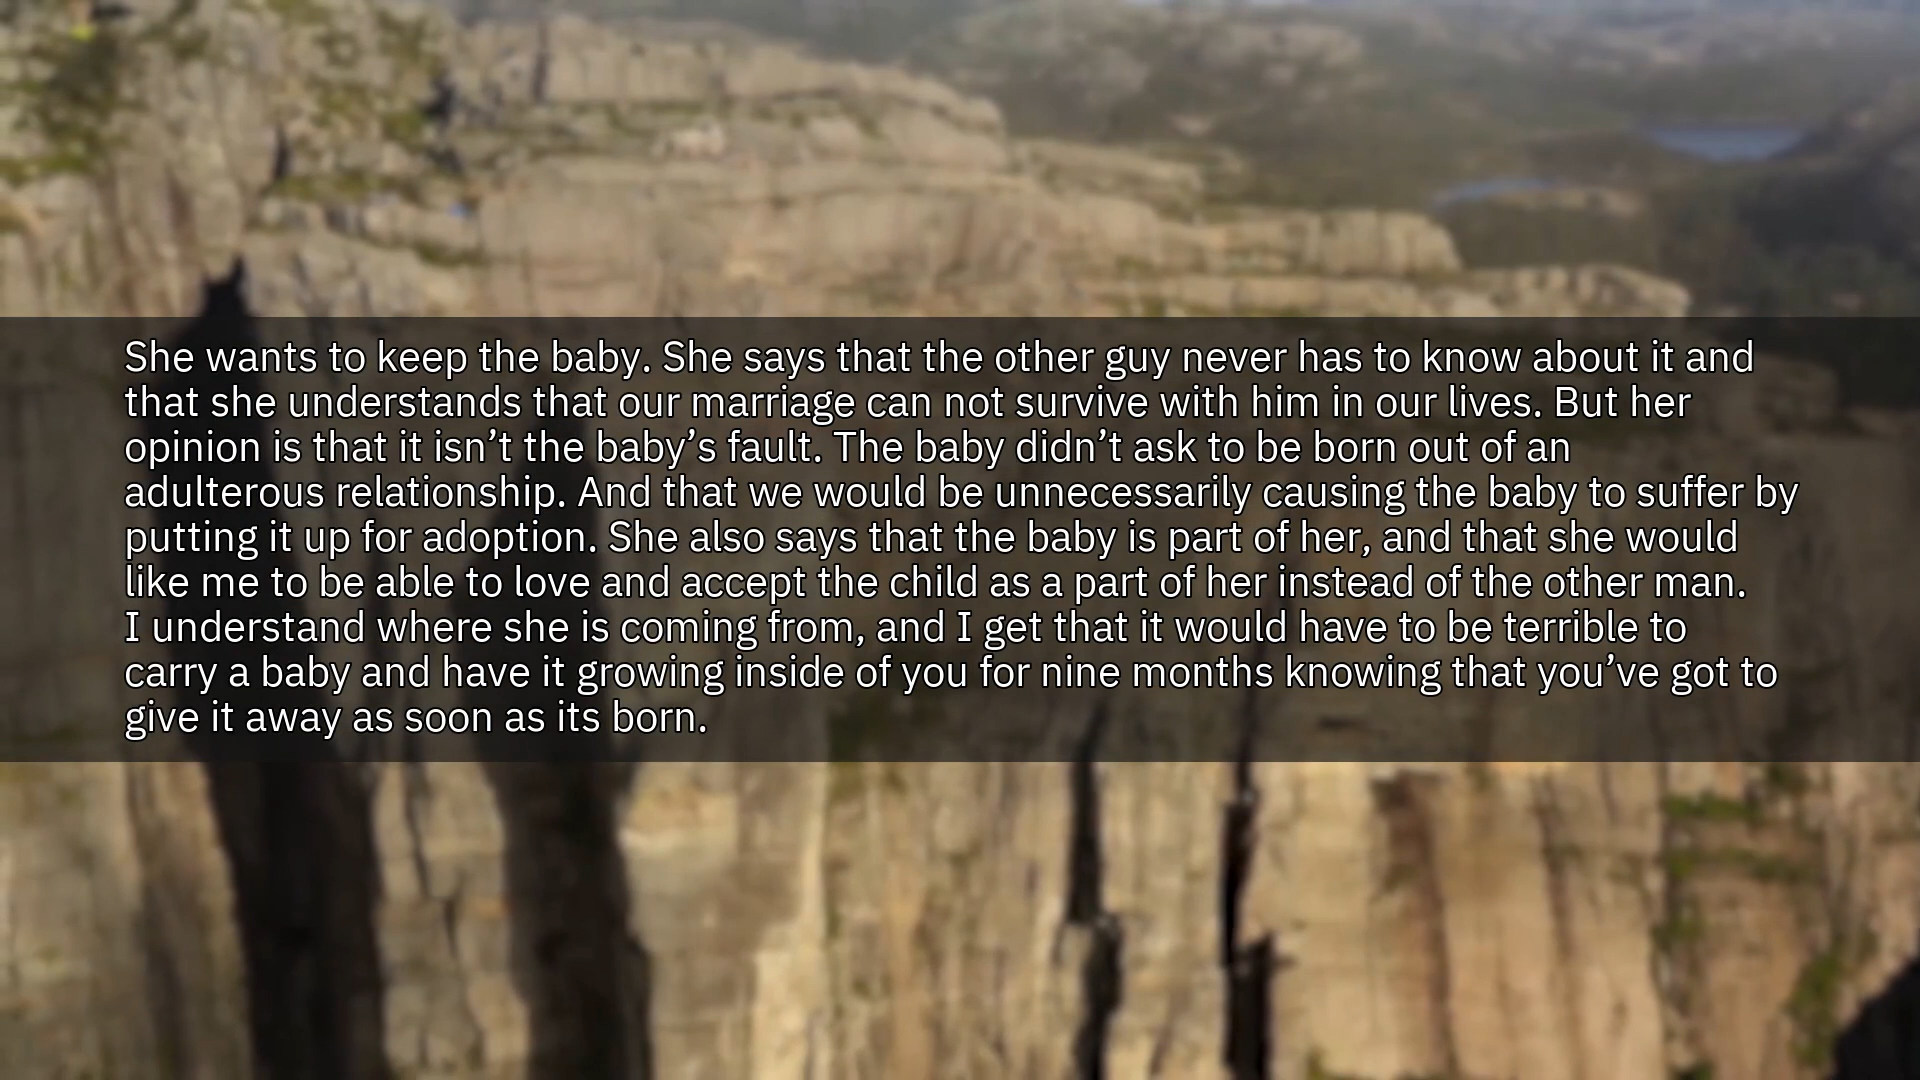 She wants to keep the baby. She says that the other guy never has to know about it and
that she understands that our marriage can not survive with him in our lives. But her
opinion is that it isn’t the baby’s fault. The baby didn’t ask to be born out of an
adulterous relationship. And that we would be unnecessarily causing the baby to suffer by
putting it up for adoption. She also says that the baby is part of her, and that she would
like me to be able to love and accept the child as a part of her instead of the other man.
I understand where she is coming from, and I get that it would have to be terrible to
carry a baby and have it growing inside of you for nine months knowing that you’ve got to
give it away as soon as its born.